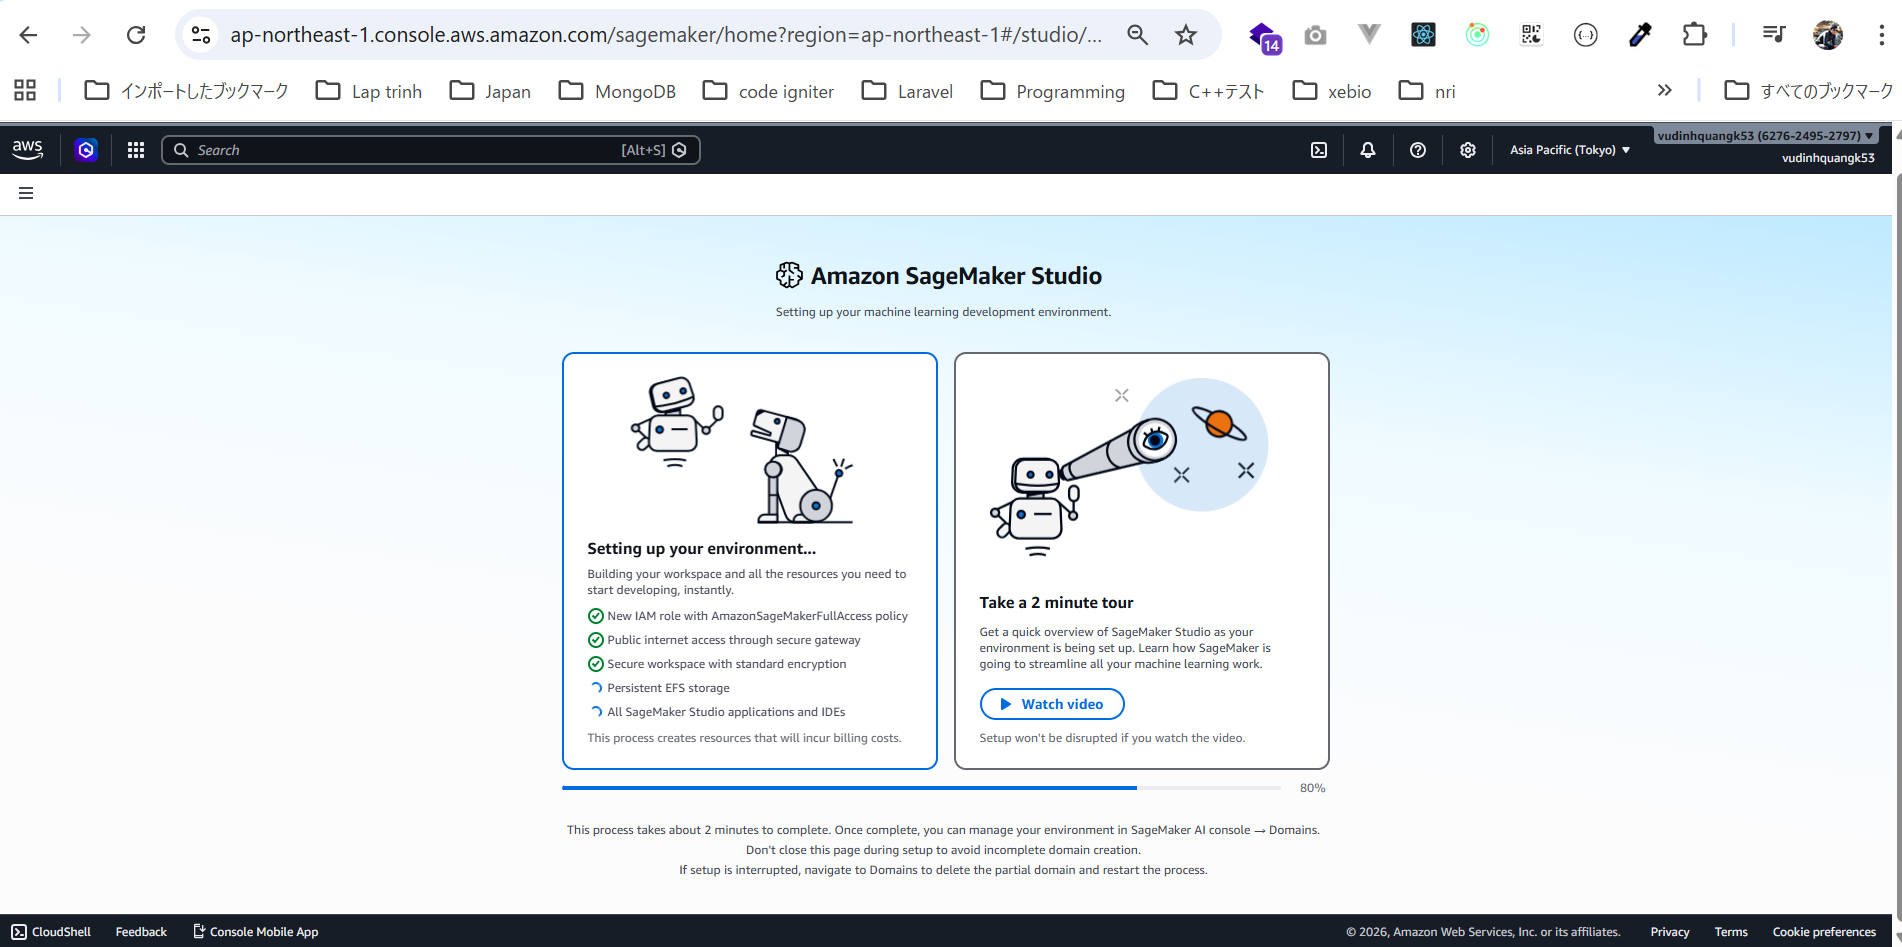 ap-northeast-1.console.aws.amazon.com/sagemaker/home?region=ap-northeast-1#/studio/...
14
インポートしたブックマーク
Lap trinh
Japan
MongoDB
code igniter
Laravel
Programming
C++テスト
xebio
nri
すべてのブックマーク
aws
Search
[Alt+S]
Asia Pacific (Tokyo)
vudinhquangk53 (6276-2495-2797)
vudinhquangk53
Amazon SageMaker Studio
Setting up your machine learning development environment.
Setting up your environment...
Building your workspace and all the resources you need to
start developing, instantly.
New IAM role with AmazonSageMakerFullAccess policy
Public internet access through secure gateway
Secure workspace with standard encryption
Persistent EFS storage
All SageMaker Studio applications and IDEs
This process creates resources that will incur billing costs.
Take a 2 minute tour
Get a quick overview of SageMaker Studio as your
environment is being set up. Learn how SageMaker is
going to streamline all your machine learning work.
Watch video
Setup won't be disrupted if you watch the video.
80%
This process takes about 2 minutes to complete. Once complete, you can manage your environment in SageMaker AI console → Domains.
Don't close this page during setup to avoid incomplete domain creation.
If setup is interrupted, navigate to Domains to delete the partial domain and restart the process.
CloudShell
Feedback
Console Mobile App
© 2026, Amazon Web Services, Inc. or its affiliates.
Privacy
Terms
Cookie preferences